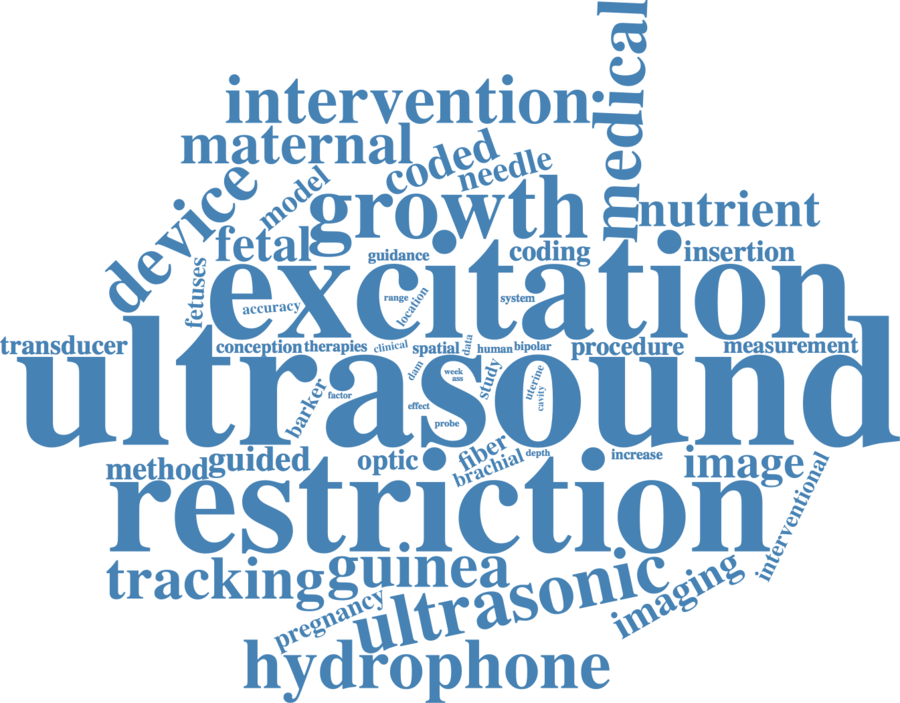 medical
intervention
maternal
coded
needle
model
device
growth
nutrient
fetal
guidance
coding
insertion
fetuses
excitation
accuracy
range
location
system
transducer
conception
therapies
clinical
spatial
data
human
bipolar
procedure
measurement
ultrasound
dam
week
ass
study
uterine
cavity
barker
factor
effect
probe
method
guided
optic
fiber
brachial
depth
increase
image
interventional
restriction
tracking
guinea
ultrasonic
imaging
pregnancy
hydrophone